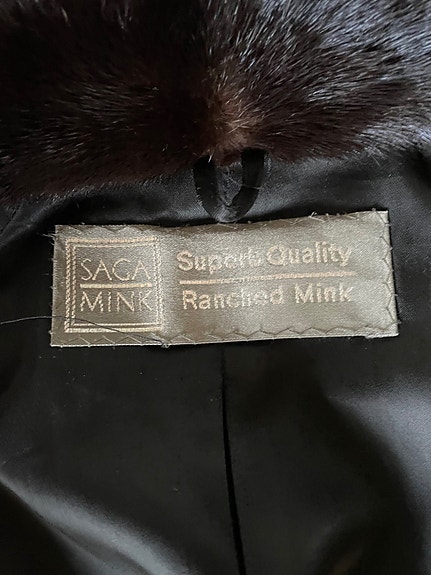 SAGA
MINK
Superb Quality
Ranched Mink